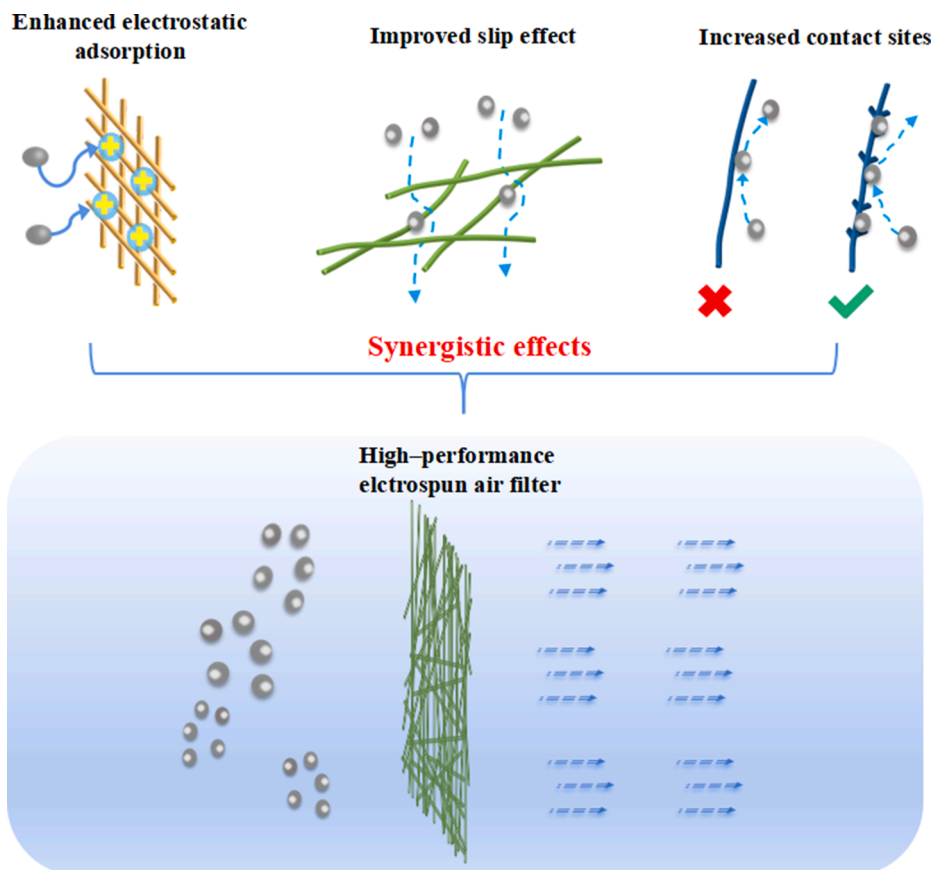 Enhanced electrostatic
adsorption
Improved slip effect
Increased contact sites
Synergistic effects
High–performance
elctrospun air filter